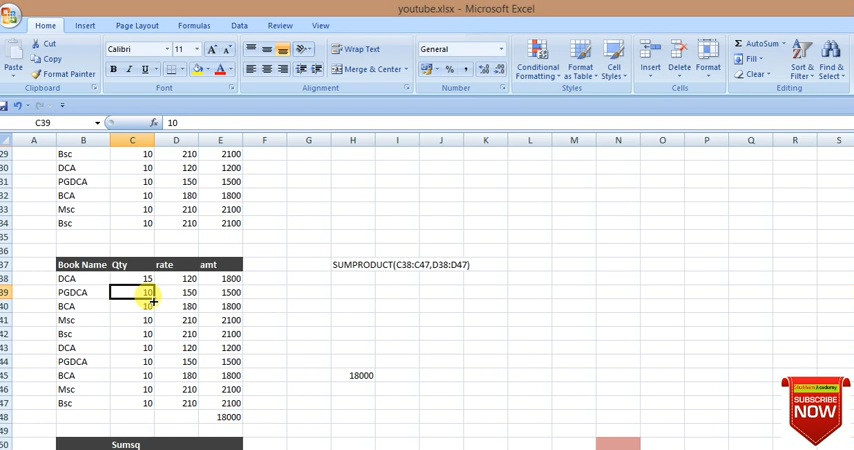 youtube.xlsx - Microsoft Excel
Home Insert Page Layout Formulas Data Review View
Cut
Copy
Format Painter
Paste
Clipboard
Calibri 11
B I U
Font
Wrap Text
Merge & Center
Alignment
General
$ % ,
Number
Conditional Formatting
Format as Table
Cell Styles
Styles
Insert Delete Format
Cells
AutoSum
Fill
Clear
Sort & Filter
Find & Select
Editing
C39 fx 10
A B C D E F G H I J K L M N O P Q R S
29 Bsc 10 210 2100
30 DCA 10 120 1200
31 PGDCA 10 150 1500
32 BCA 10 180 1800
33 Msc 10 210 2100
34 Bsc 10 210 2100
35
36
37 Book Name Qty rate amt SUMPRODUCT(C38:C47,D38:D47)
38 DCA 15 120 1800
39 PGDCA 10 150 1500
40 BCA 10 180 1800
41 Msc 10 210 2100
42 Bsc 10 210 2100
43 DCA 10 120 1200
44 PGDCA 10 150 1500
45 BCA 10 180 1800 18000
46 Msc 10 210 2100
47 Bsc 10 210 2100
48 18000
49
50 Sumsq
SUBSCRIBE
NOW